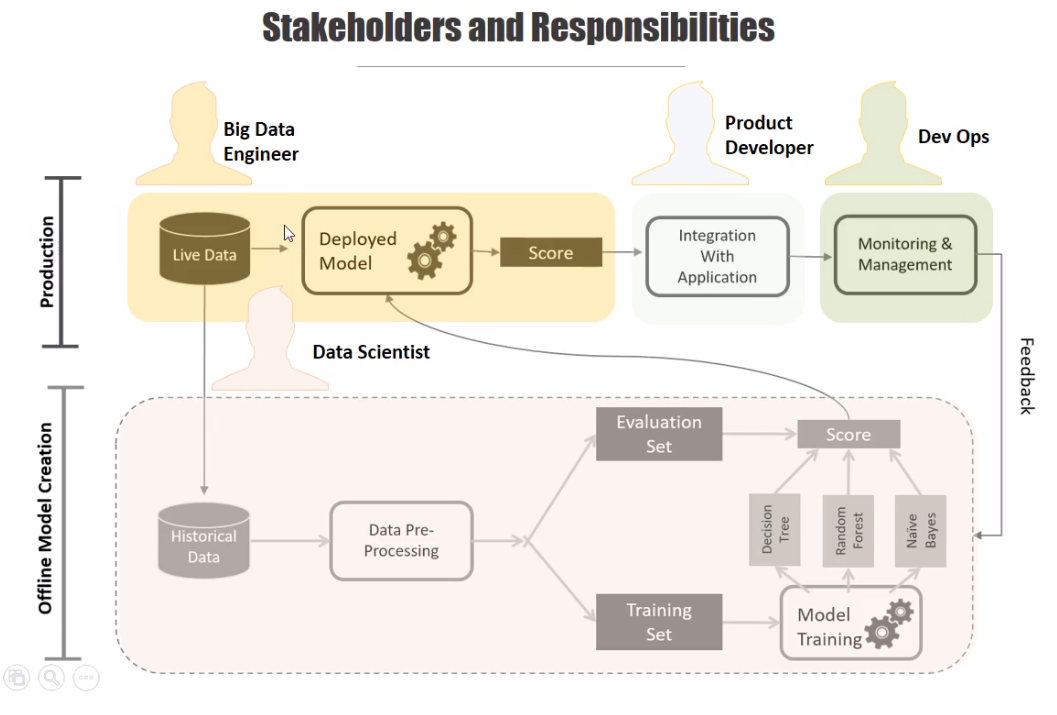 Stakeholders and Responsibilities
Big Data
Engineer
Product
Developer
Dev Ops
Production
Live Data
Deployed
Model
Score
Integration
With
Application
Monitoring &
Management
Data Scientist
Feedback
Offline Model Creation
Historical
Data
Data Pre-
Processing
Evaluation
Set
Score
Decision
Tree
Random
Forest
Naïve
Bayes
Training
Set
Model
Training